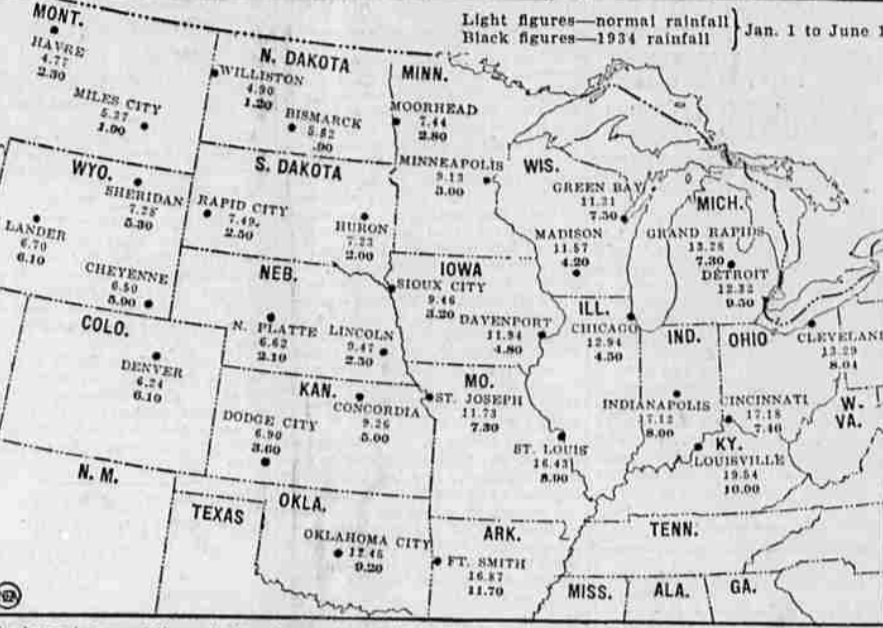 Light figures—normal rainfall
Black figures—1934 rainfall
Jan. 1 to June 1
MONT.
HAVRE
4.77
2.30
MILES CITY
5.37
1.90
N. DAKOTA
WILLISTON
4.90
1.20
BISMARCK
5.52
.90
MINN.
MOORHEAD
7.44
2.80
MINNEAPOLIS
9.13
3.00
WYO.
SHERIDAN
7.28
5.30
LANDER
6.70
6.10
CHEYENNE
6.50
5.00
S. DAKOTA
RAPID CITY
7.49
2.50
HURON
7.23
2.00
WIS.
GREEN BAY
11.31
7.50
MADISON
11.57
4.20
MICH.
GRAND RAPIDS
13.28
7.30
DETROIT
12.32
9.50
NEB.
N. PLATTE
6.62
2.10
LINCOLN
9.47
2.50
IOWA
SIOUX CITY
9.46
3.20
DAVENPORT
11.94
4.80
ILL.
CHICAGO
12.94
4.50
IND.
INDIANAPOLIS
17.12
8.00
OHIO
CLEVELAND
13.29
8.04
CINCINNATI
17.18
7.40
COLO.
DENVER
6.24
6.10
KAN.
CONCORDIA
9.26
5.00
DODGE CITY
6.90
3.60
MO.
ST. JOSEPH
11.73
7.30
ST. LOUIS
16.43
8.90
W.
VA.
KY.
LOUISVILLE
19.54
10.00
N. M.
TEXAS
OKLA.
OKLAHOMA CITY
12.45
9.20
ARK.
FT. SMITH
16.87
11.70
TENN.
MISS.
ALA.
GA.
NEA